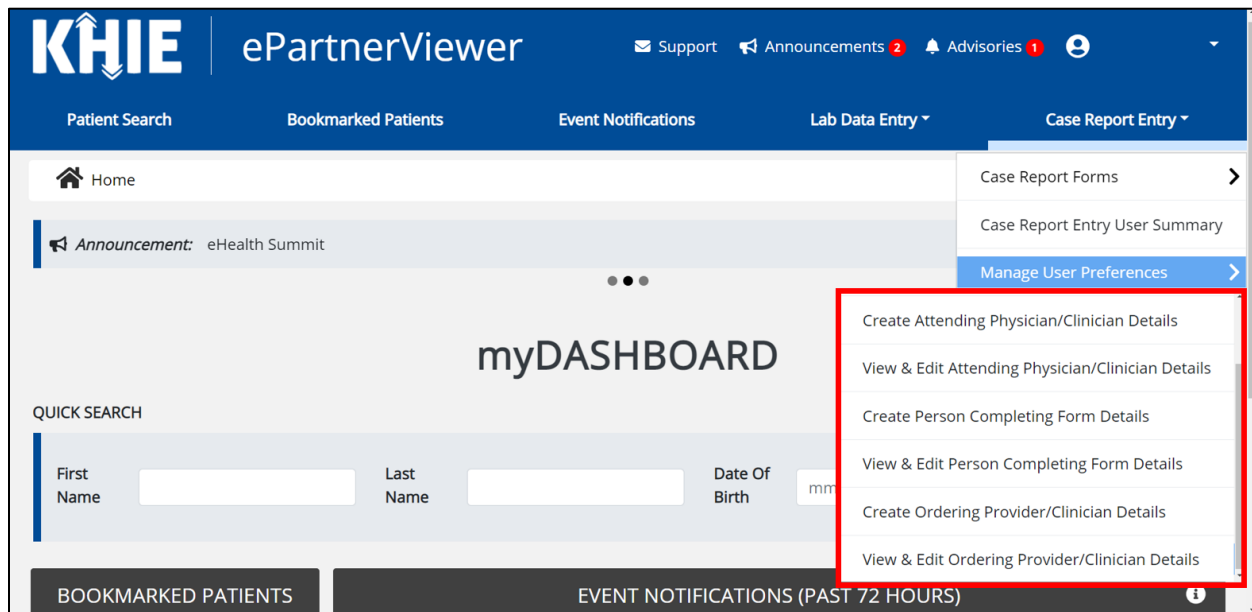 KHIE ePartnerViewer
Support Announcements 2 Advisories 1
Patient Search Bookmarked Patients Event Notifications Lab Data Entry Case Report Entry
Home
Case Report Forms
Case Report Entry User Summary
Announcement: eHealth Summit
Manage User Preferences
Create Attending Physician/Clinician Details
View & Edit Attending Physician/Clinician Details
Create Person Completing Form Details
View & Edit Person Completing Form Details
Create Ordering Provider/Clinician Details
View & Edit Ordering Provider/Clinician Details
myDASHBOARD
QUICK SEARCH
First Name
Last Name
Date Of Birth
mm
BOOKMARKED PATIENTS
EVENT NOTIFICATIONS (PAST 72 HOURS)